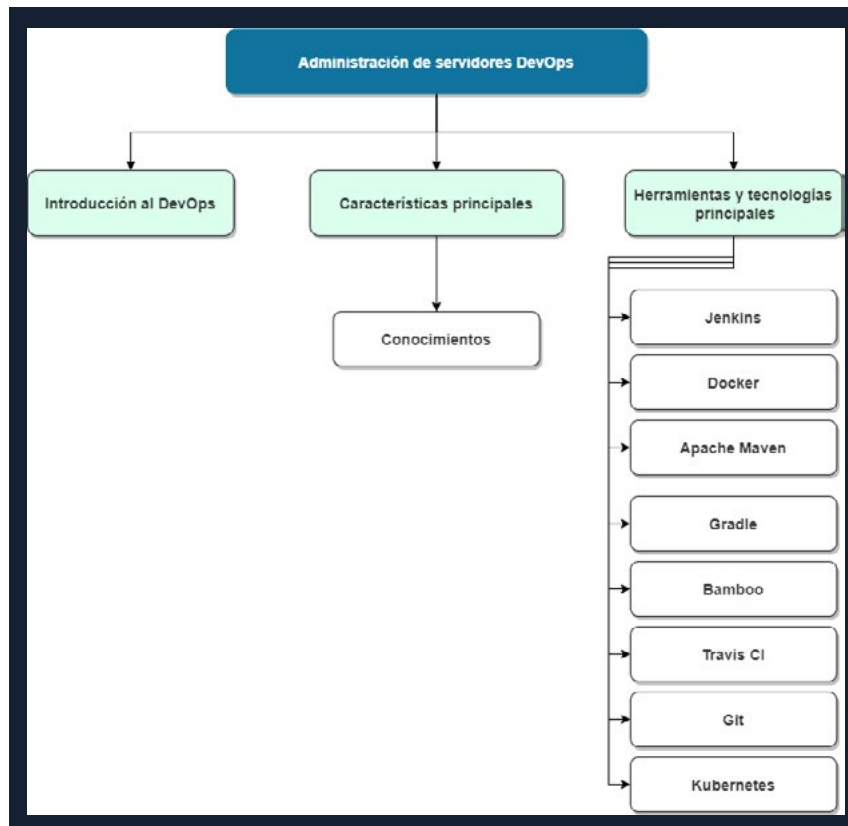 Administración de servidores DevOps
Introducción al DevOps
Características principales
Herramientas y tecnologías
principales
Conocimientos
Jenkins
Docker
Apache Maven
Gradle
Bamboo
Travis CI
Git
Kubernetes